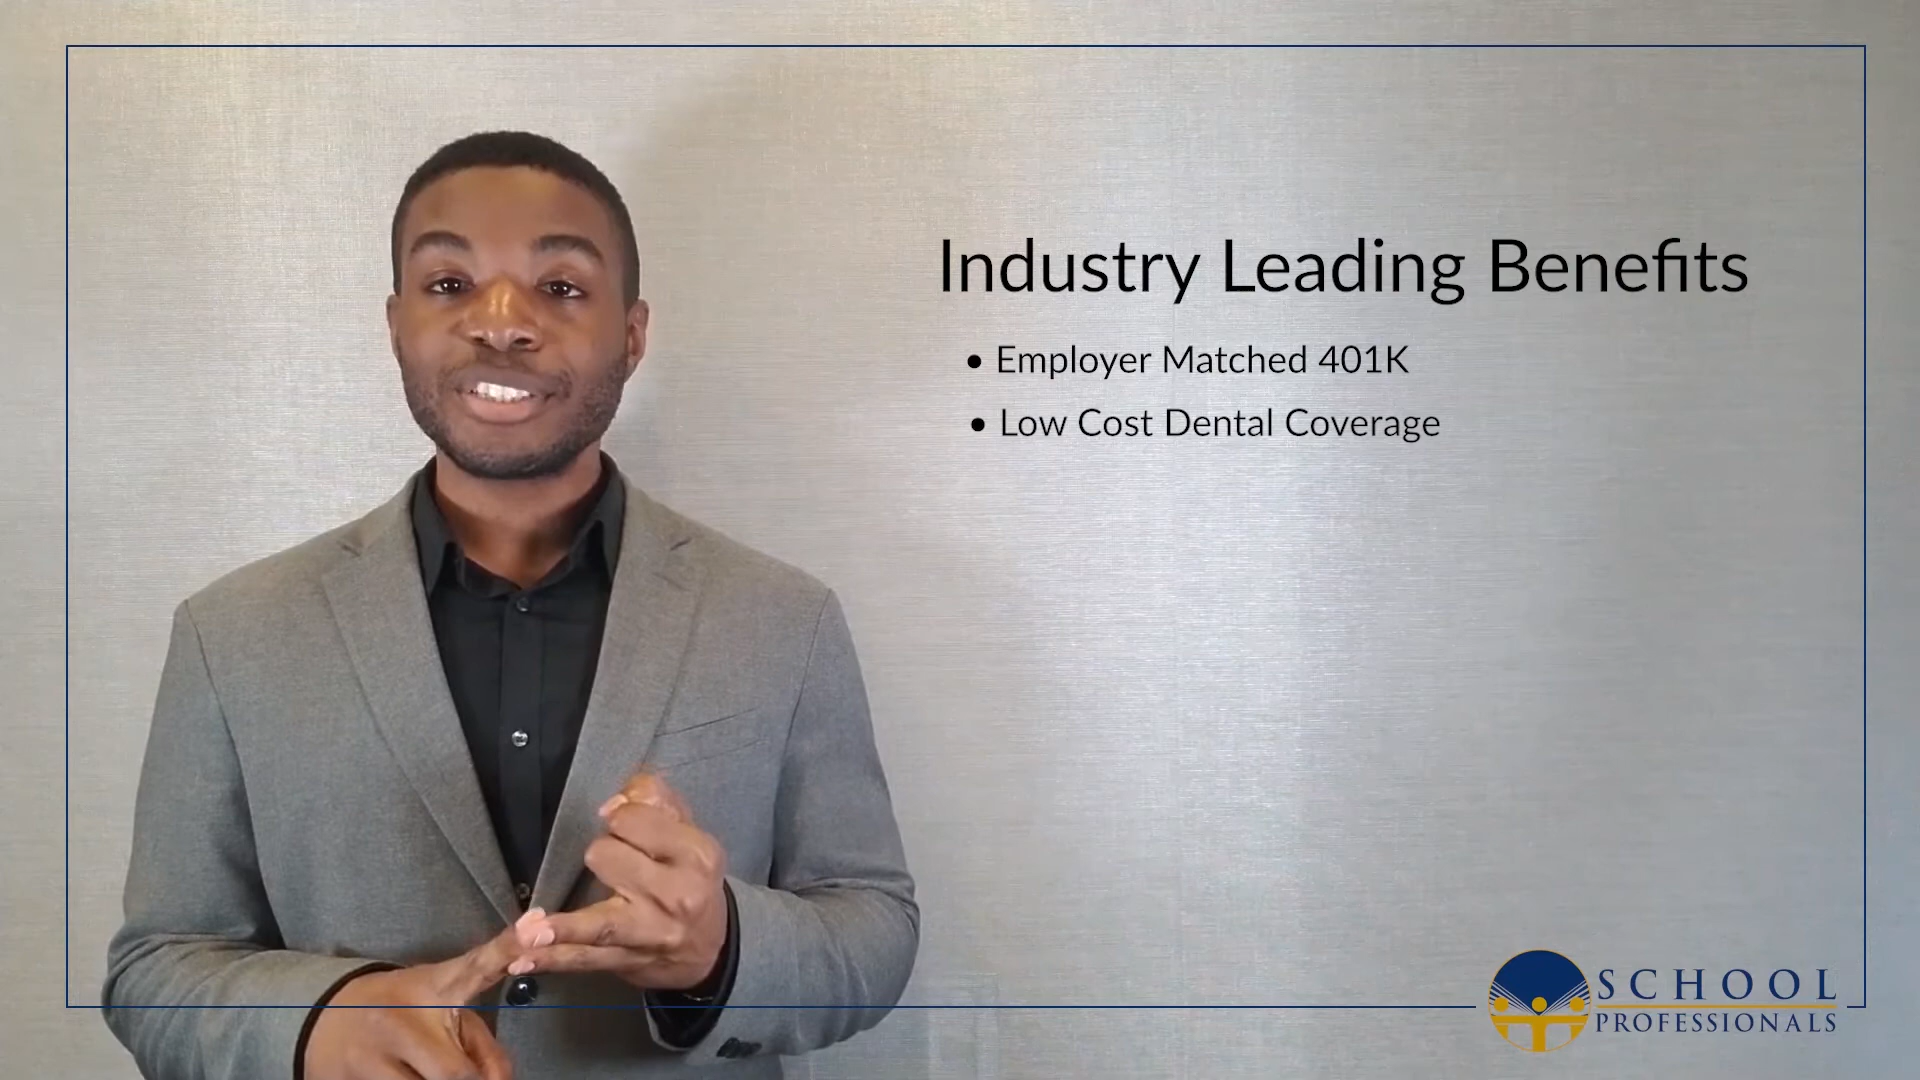 Industry Leading Benefits
• Employer Matched 401K
• Low Cost Dental Coverage
SCHOOL
PROFESSIONALS